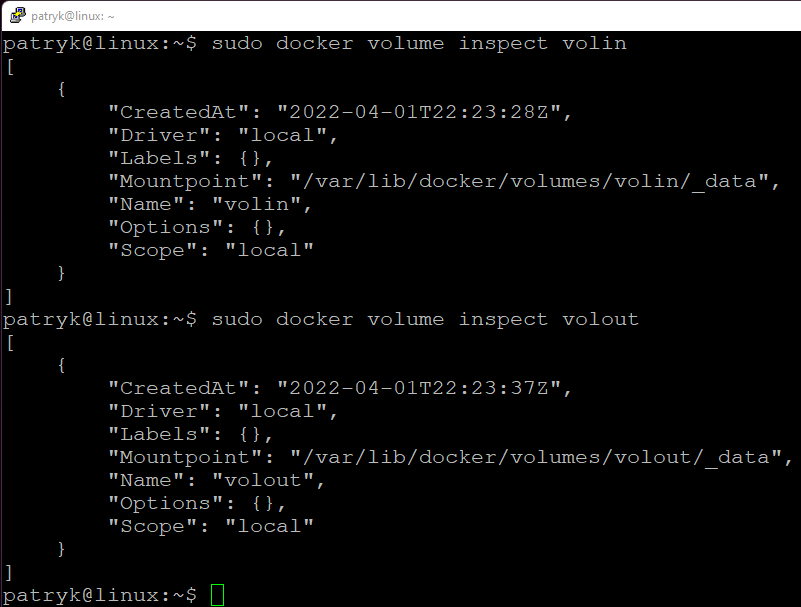 patryk@linux: ~
patryk@linux:~$ sudo docker volume inspect volin
[
    {
        "CreatedAt": "2022-04-01T22:23:28Z",
        "Driver": "local",
        "Labels": {},
        "Mountpoint": "/var/lib/docker/volumes/volin/_data",
        "Name": "volin",
        "Options": {},
        "Scope": "local"
    }
]
patryk@linux:~$ sudo docker volume inspect volout
[
    {
        "CreatedAt": "2022-04-01T22:23:37Z",
        "Driver": "local",
        "Labels": {},
        "Mountpoint": "/var/lib/docker/volumes/volout/_data",
        "Name": "volout",
        "Options": {},
        "Scope": "local"
    }
]
patryk@linux:~$